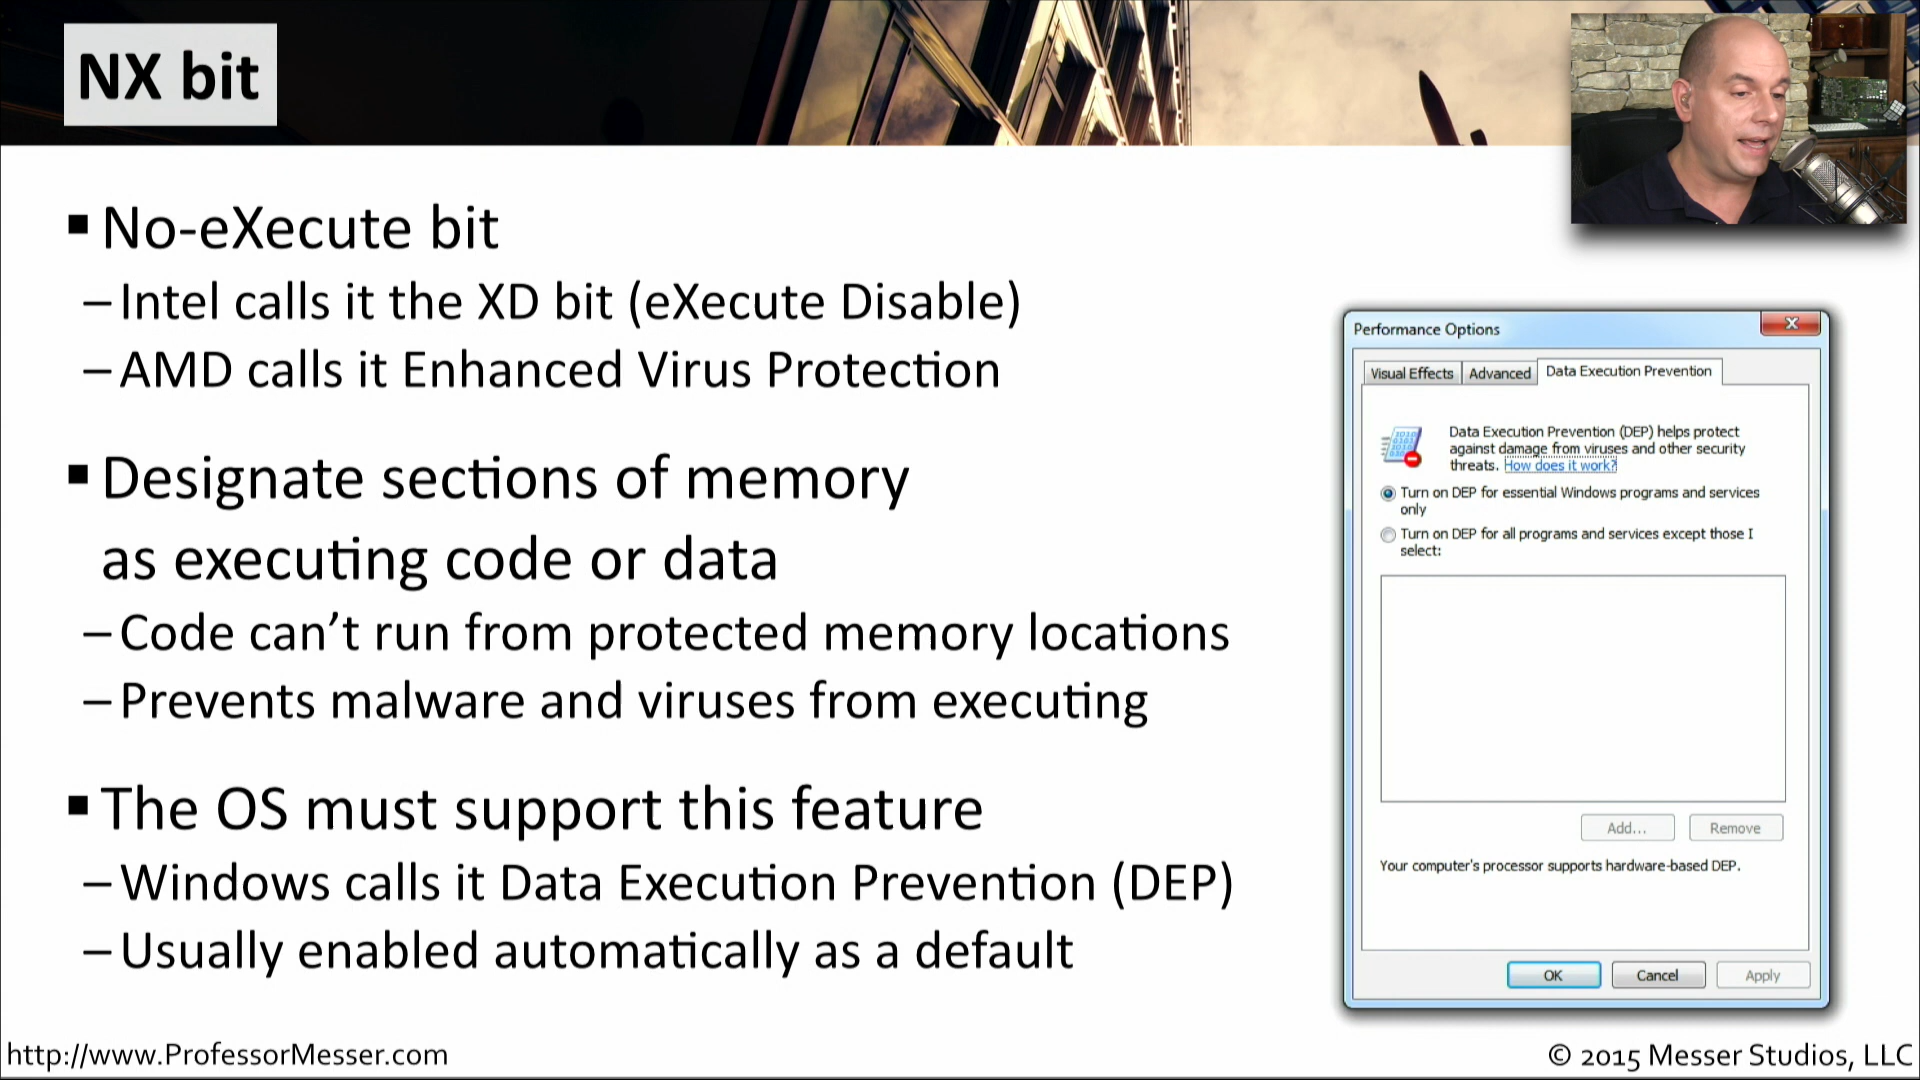 NX bit
▪ No-eXecute bit
– Intel calls it the XD bit (eXecute Disable)
– AMD calls it Enhanced Virus Protection
▪ Designate sections of memory
as executing code or data
– Code can’t run from protected memory locations
– Prevents malware and viruses from executing
▪ The OS must support this feature
– Windows calls it Data Execution Prevention (DEP)
– Usually enabled automatically as a default
Performance Options
Visual Effects Advanced Data Execution Prevention
Data Execution Prevention (DEP) helps protect
against damage from viruses and other security
threats. How does it work?
Turn on DEP for essential Windows programs and services
only
Turn on DEP for all programs and services except those I
select:
Add... Remove
Your computer's processor supports hardware-based DEP.
OK Cancel Apply
http://www.ProfessorMesser.com
© 2015 Messer Studios, LLC